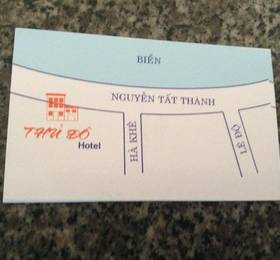 BIỂN
NGUYỄN TẤT THÀNH
THỦ ĐÔ
Hotel
HÀ KHÊ
LÊ ĐỘ